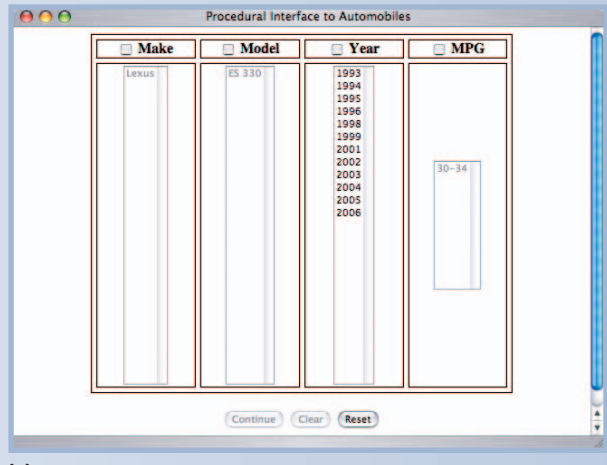 Procedural Interface to Automobiles
Make Model Year MPG
Lexus
ES 330
1993
1994
1995
1996
1998
1999
2001
2002
2003
2004
2005
2006
30-34
Continue Clear Reset